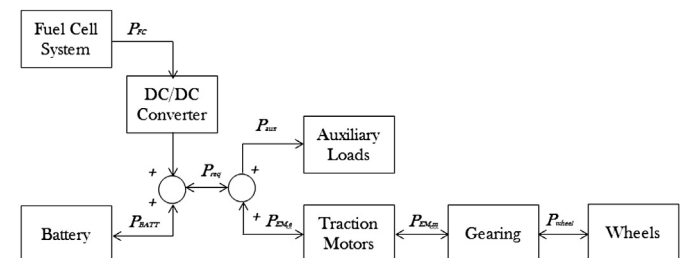 Fuel Cell
System
P_FC
DC/DC
Converter
P_aux
Auxiliary
Loads
+
+
P_req
+
+
P_BATT
Battery
P_EM,e
Traction
Motors
P_EM,m
Gearing
P_wheel
Wheels